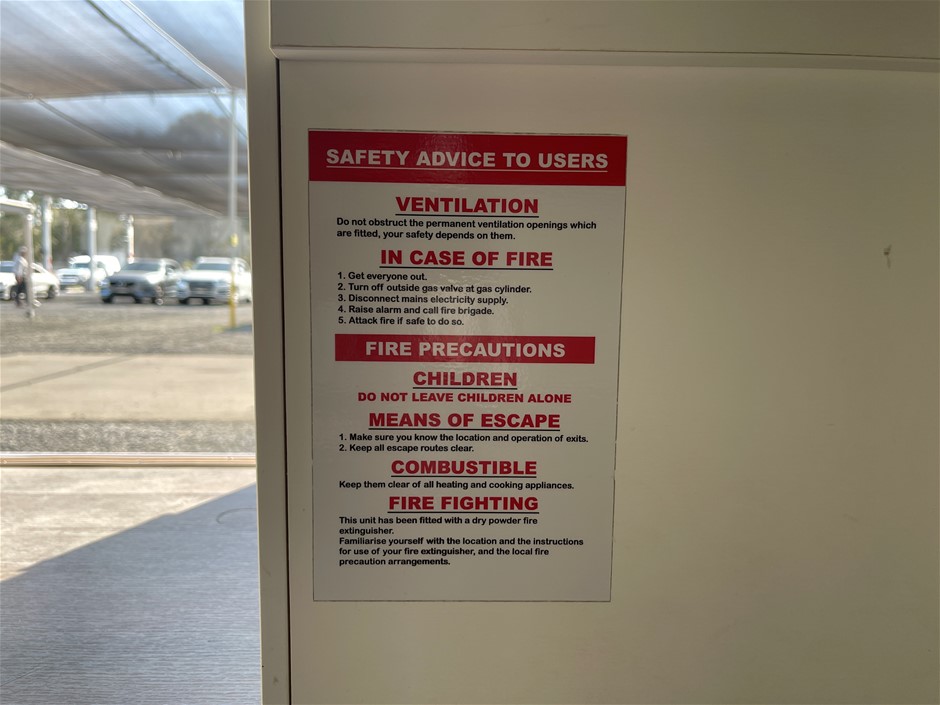 SAFETY ADVICE TO USERS
VENTILATION
Do not obstruct the permanent ventilation openings which
are fitted, your safety depends on them.
IN CASE OF FIRE
1. Get everyone out.
2. Turn off outside gas valve at gas cylinder.
3. Disconnect mains electricity supply.
4. Raise alarm and call fire brigade.
5. Attack fire if safe to do so.
FIRE PRECAUTIONS
CHILDREN
DO NOT LEAVE CHILDREN ALONE
MEANS OF ESCAPE
1. Make sure you know the location and operation of exits.
2. Keep all escape routes clear.
COMBUSTIBLE
Keep them clear of all heating and cooking appliances.
FIRE FIGHTING
This unit has been fitted with a dry powder fire
extinguisher.
Familiarise yourself with the location and the instructions
for use of your fire extinguisher, and the local fire
precaution arrangements.